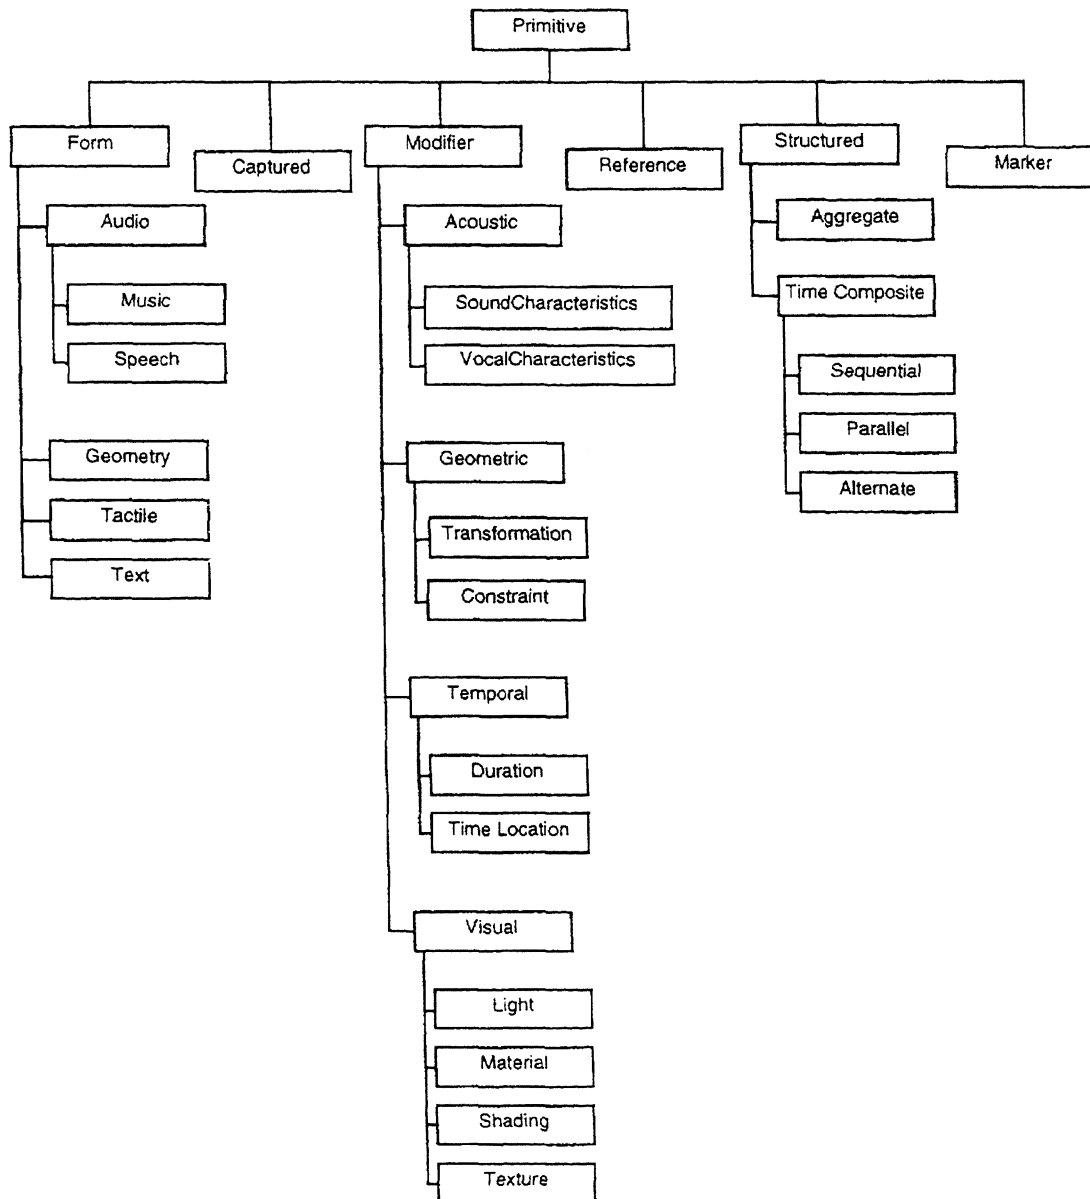 Primitive
Form
Captured
Modifier
Reference
Structured
Marker
Audio
Music
Speech
Geometry
Tactile
Text
Acoustic
SoundCharacteristics
VocalCharacteristics
Geometric
Transformation
Constraint
Temporal
Duration
Time Location
Visual
Light
Material
Shading
Texture
Aggregate
Time Composite
Sequential
Parallel
Alternate